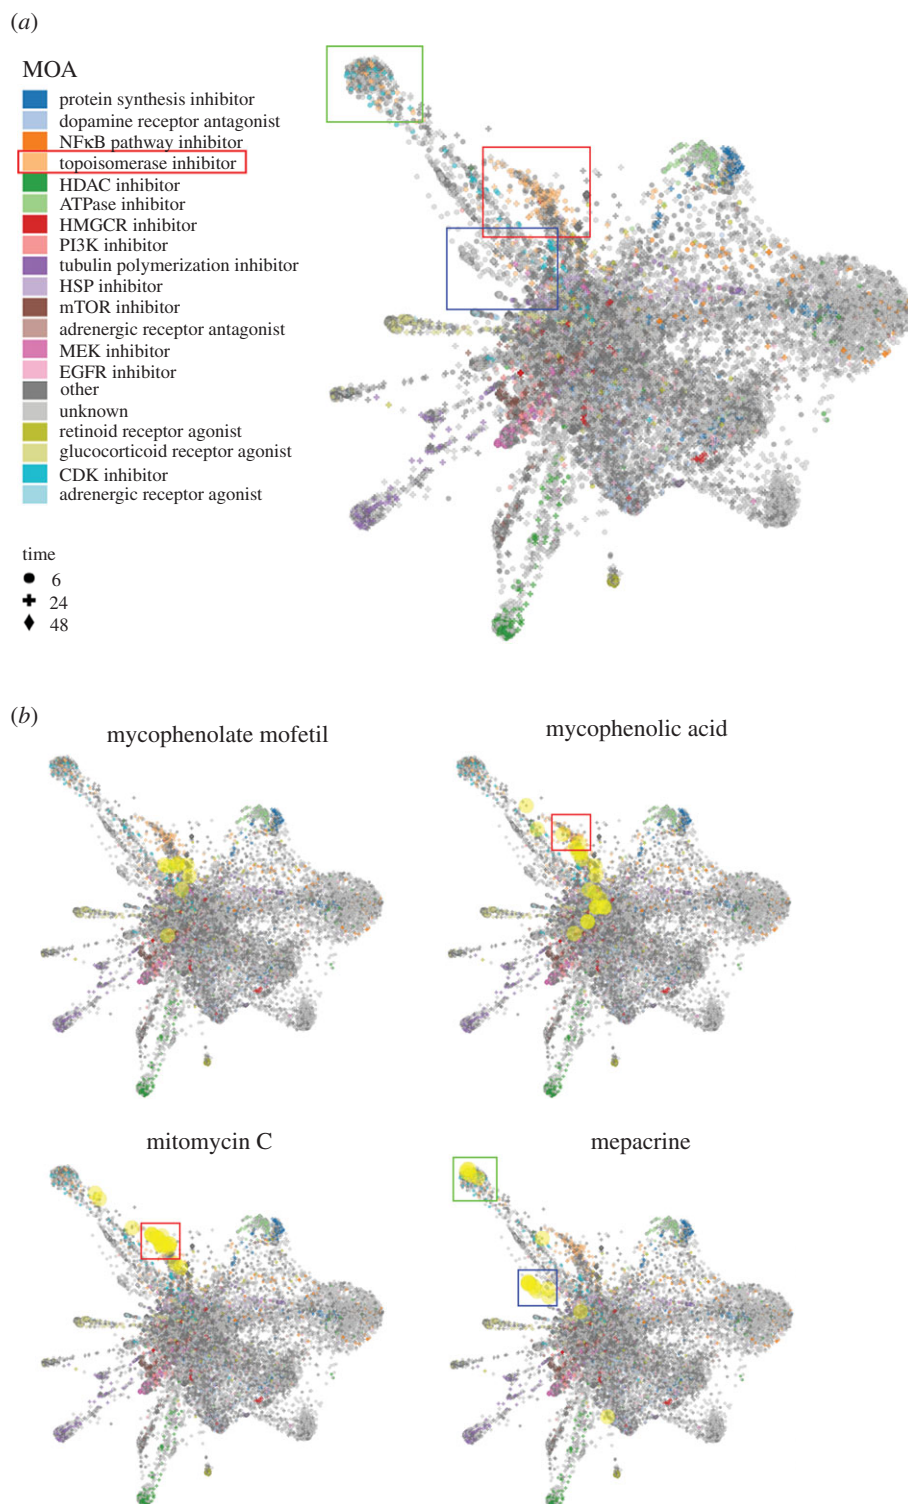 (a)
MOA
protein synthesis inhibitor
dopamine receptor antagonist
NFκB pathway inhibitor
topoisomerase inhibitor
HDAC inhibitor
ATPase inhibitor
HMGCR inhibitor
PI3K inhibitor
tubulin polymerization inhibitor
HSP inhibitor
mTOR inhibitor
adrenergic receptor antagonist
MEK inhibitor
EGFR inhibitor
other
unknown
retinoid receptor agonist
glucocorticoid receptor agonist
CDK inhibitor
adrenergic receptor agonist
time
6
24
48
(b)
mycophenolate mofetil
mycophenolic acid
mitomycin C
mepacrine